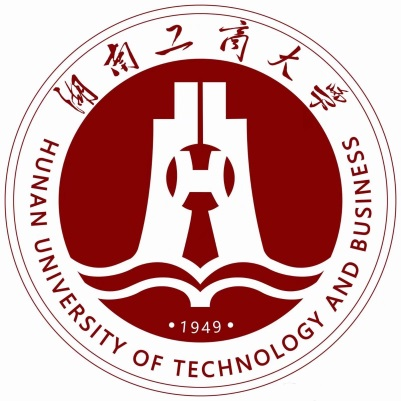 湖南工商大学
HUNAN UNIVERSITY OF TECHNOLOGY AND BUSINESS
• 1949 •